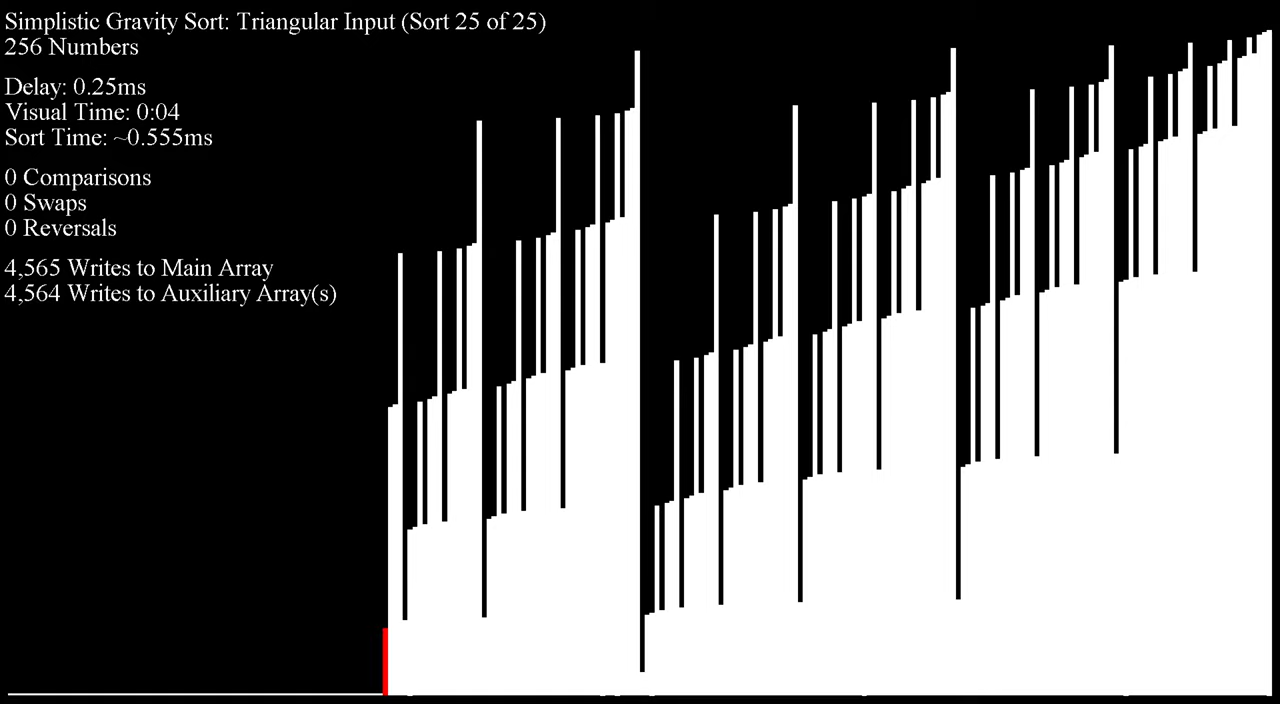 Simplistic Gravity Sort: Triangular Input (Sort 25 of 25)
256 Numbers
Delay: 0.25ms
Visual Time: 0:04
Sort Time: ~0.555ms
0 Comparisons
0 Swaps
0 Reversals
4,565 Writes to Main Array
4,564 Writes to Auxiliary Array(s)